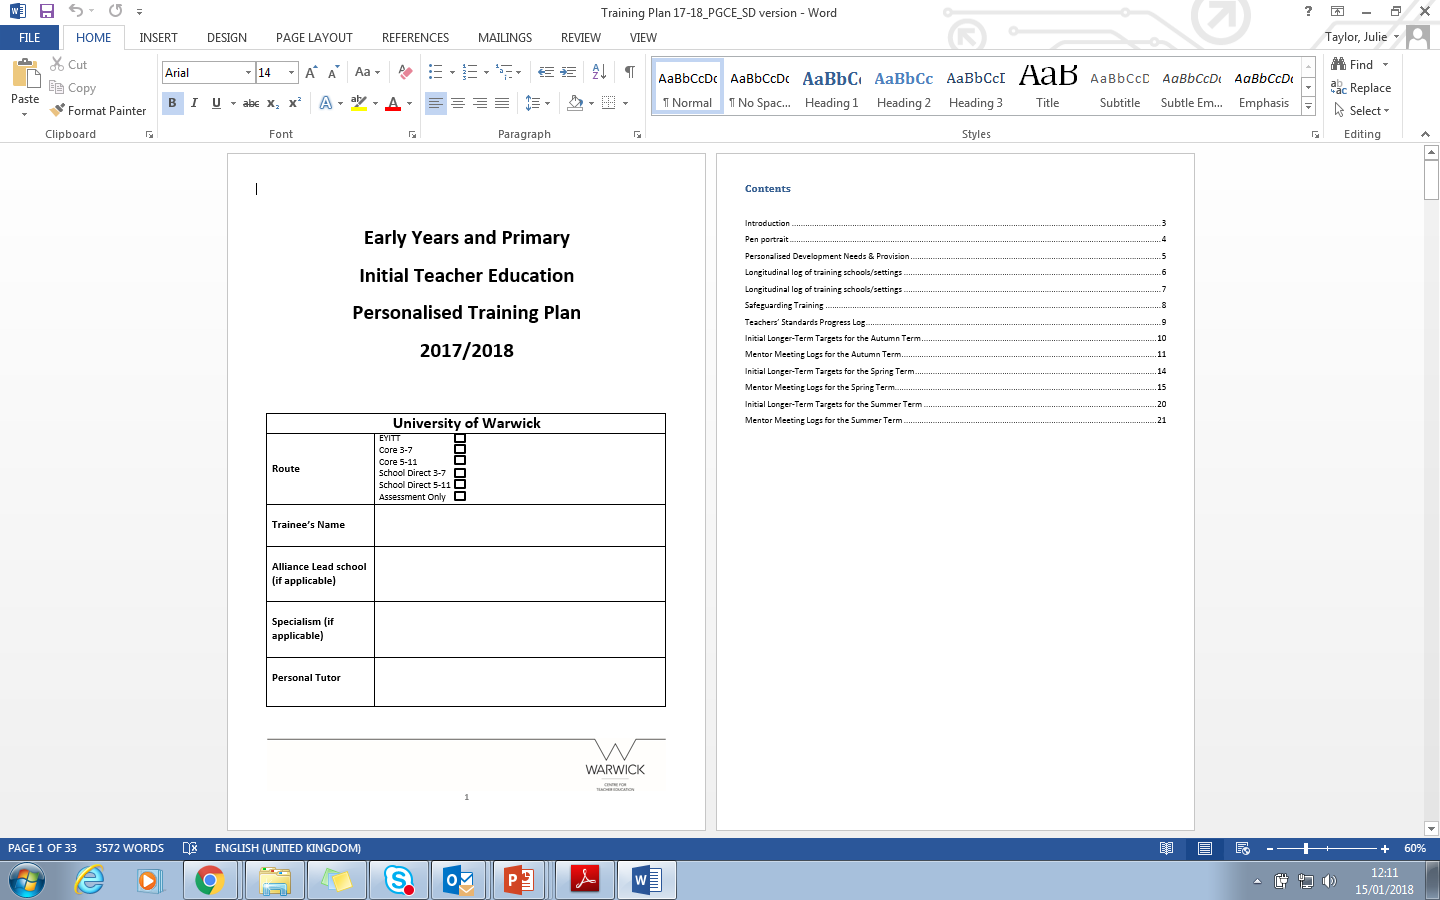 Training Plan 17-18_PGCE_SD version - Word
FILE HOME INSERT DESIGN PAGE LAYOUT REFERENCES MAILINGS REVIEW VIEW Taylor, Julie
Paste
Cut
Copy
Format Painter
Clipboard
Arial 14
Font
Paragraph
AaBbCcDc AaBbCcDc AaBbCc AaBbCc AaBbCcD AaB AaBbCcD AaBbCcDc AaBbCcDc
¶ Normal ¶ No Spac... Heading 1 Heading 2 Heading 3 Title Subtitle Subtle Em... Emphasis
Styles
Find
Replace
Select
Editing
Early Years and Primary
Initial Teacher Education
Personalised Training Plan
2017/2018
University of Warwick
Route
EYITT
Core 3-7
Core 5-11
School Direct 3-7
School Direct 5-11
Assessment Only
Trainee's Name
Alliance Lead school
(if applicable)
Specialism (if
applicable)
Personal Tutor
WARWICK
CENTRE FOR
TEACHER EDUCATION
1
Contents
Introduction 3
Pen portrait 4
Personalised Development Needs & Provision 5
Longitudinal log of training schools/settings 6
Longitudinal log of training schools/settings 7
Safeguarding Training 8
Teachers' Standards Progress Log 9
Initial Longer-Term Targets for the Autumn Term 10
Mentor Meeting Logs for the Autumn Term 11
Initial Longer-Term Targets for the Spring Term 14
Mentor Meeting Logs for the Spring Term 15
Initial Longer-Term Targets for the Summer Term 20
Mentor Meeting Logs for the Summer Term 21
PAGE 1 OF 33 3572 WORDS ENGLISH (UNITED KINGDOM) 60%
12:11
15/01/2018